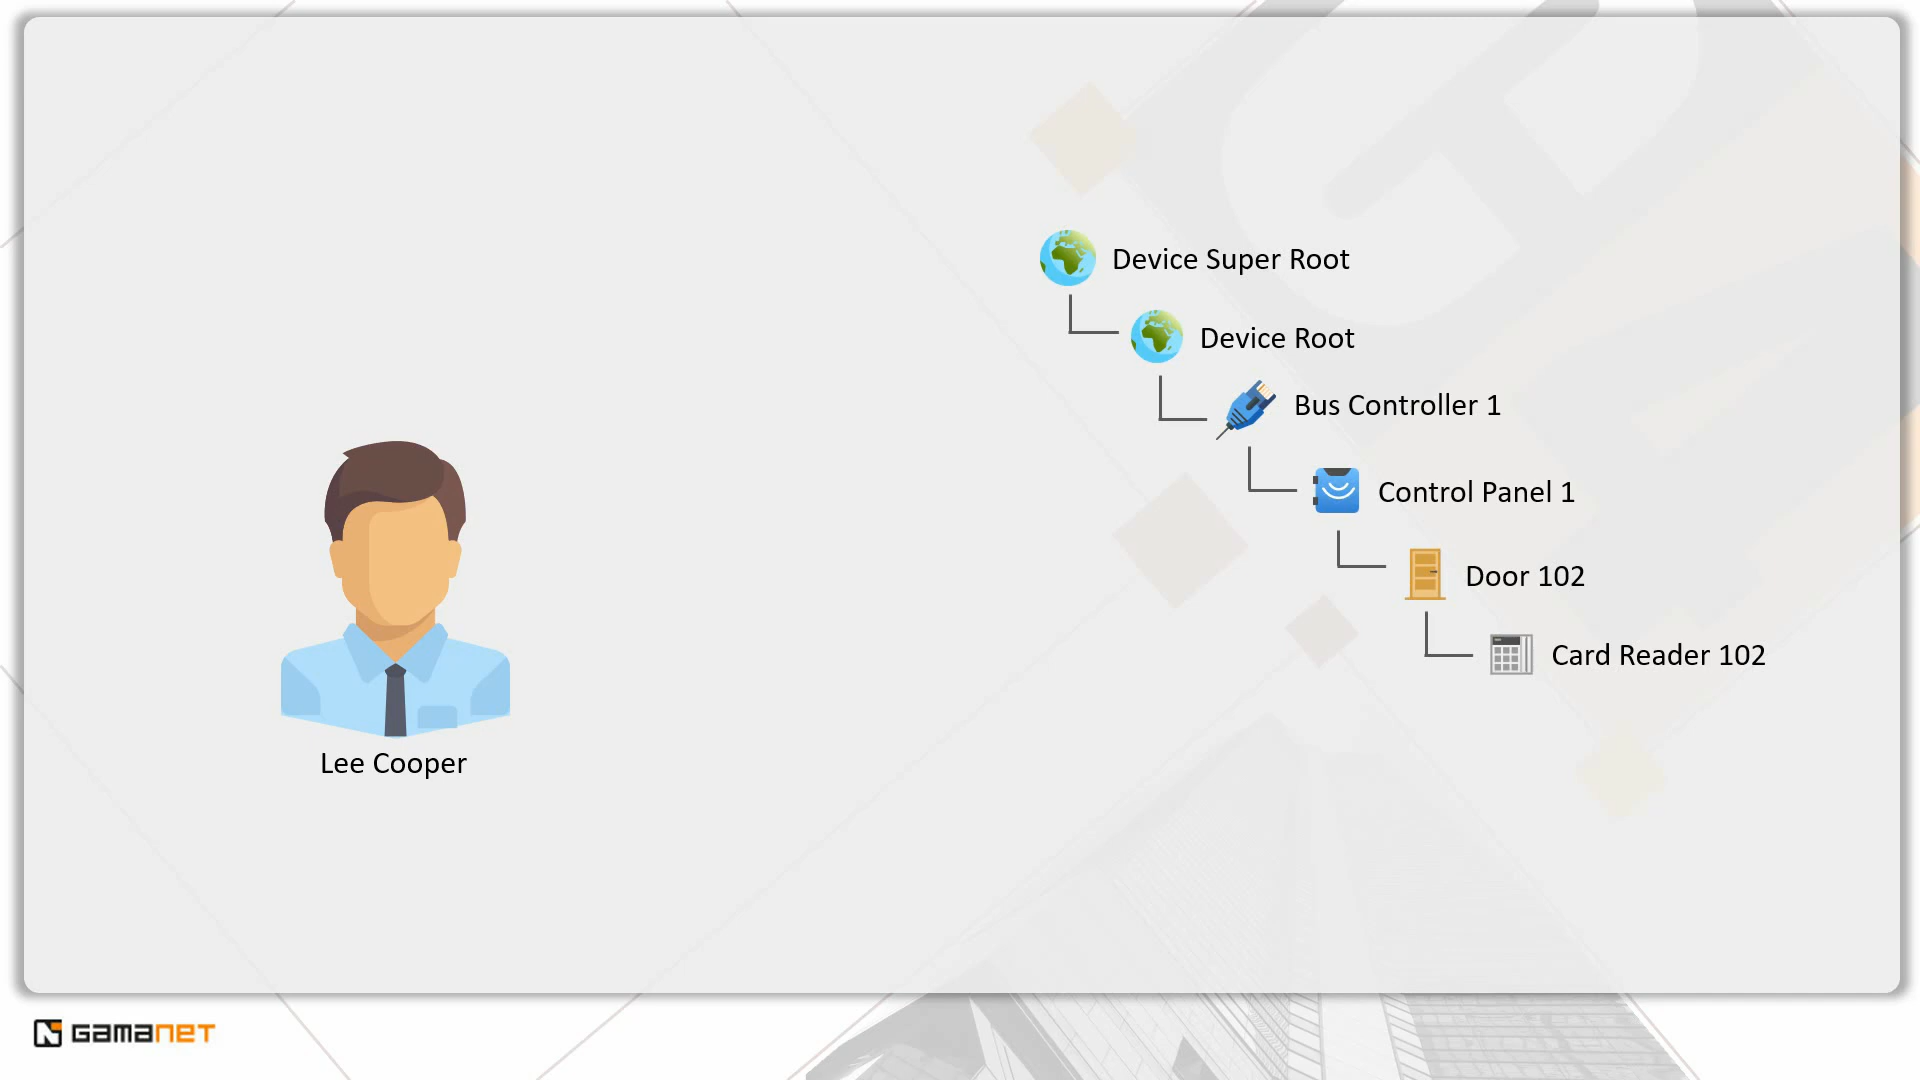 Device Super Root
Device Root
Bus Controller 1
Control Panel 1
Door 102
Card Reader 102
Lee Cooper
GAMANET